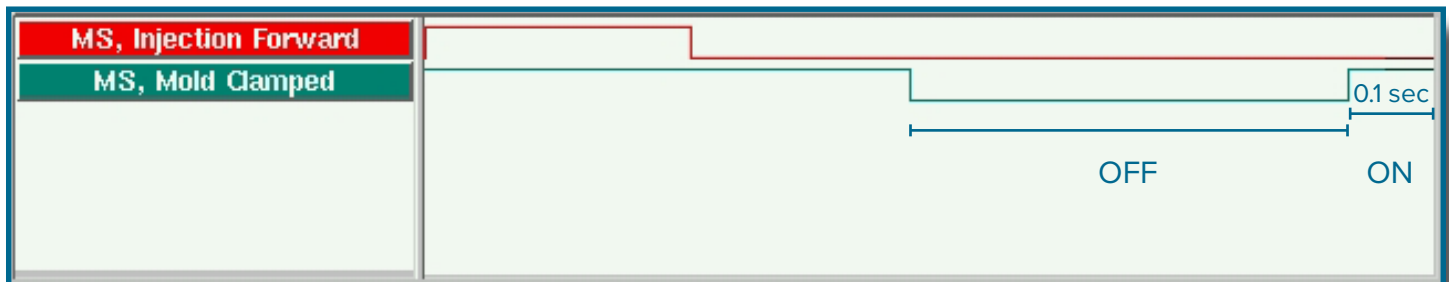 MS, Injection Forward
MS, Mold Clamped
0.1 sec
OFF
ON